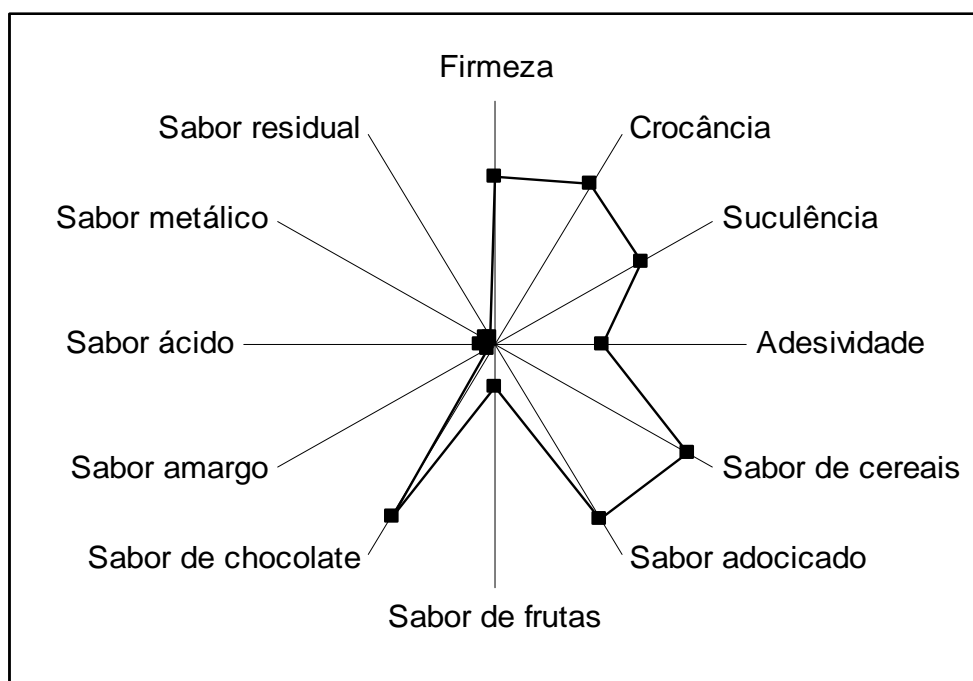 Firmeza
Sabor residual
Crocância
Sabor metálico
Suculência
Sabor ácido
Adesividade
Sabor amargo
Sabor de cereais
Sabor de chocolate
Sabor adocicado
Sabor de frutas